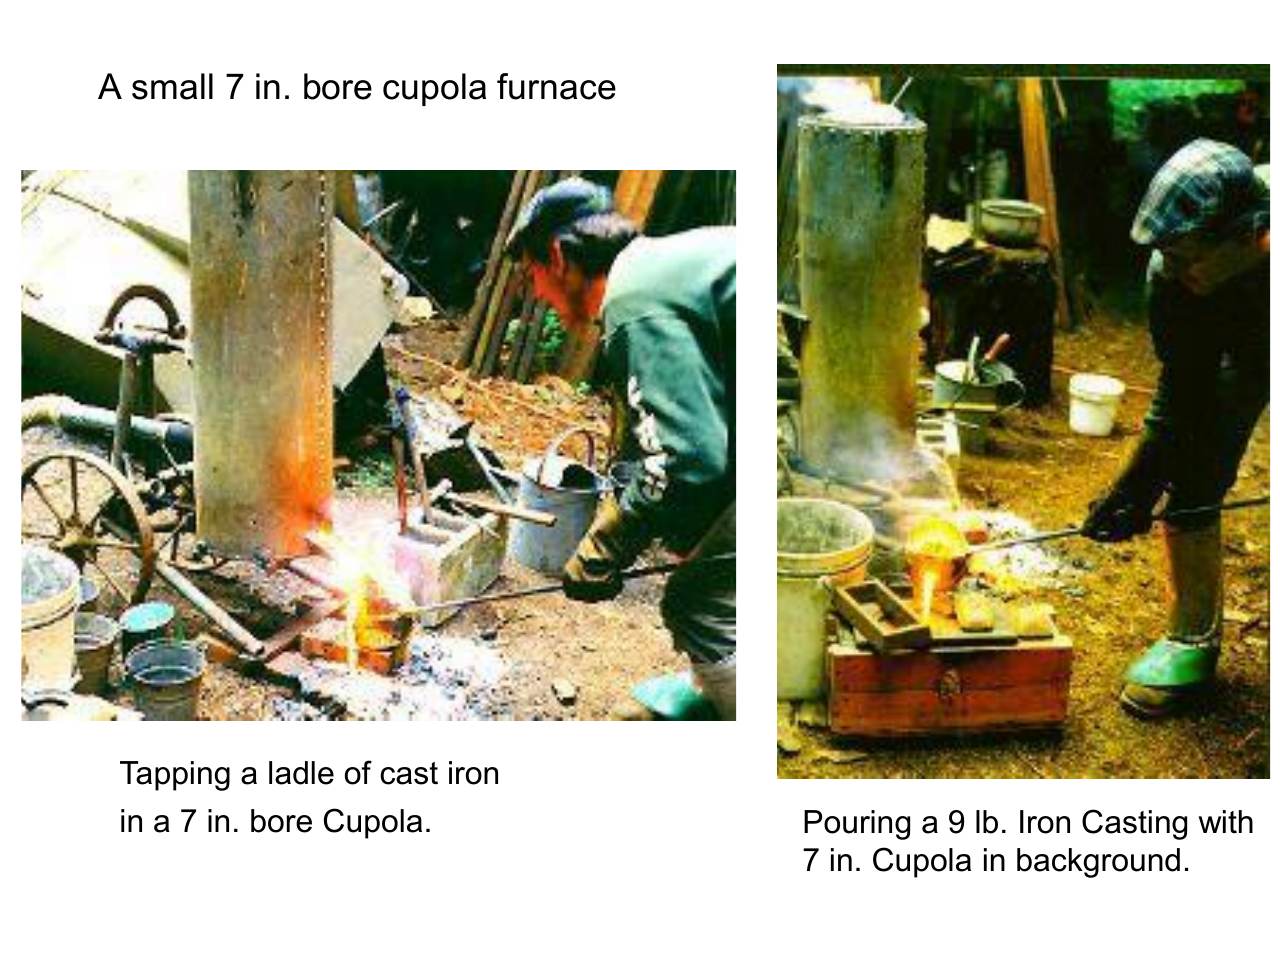 A small 7 in. bore cupola furnace
Tapping a ladle of cast iron
in a 7 in. bore Cupola.
Pouring a 9 lb. Iron Casting with
7 in. Cupola in background.